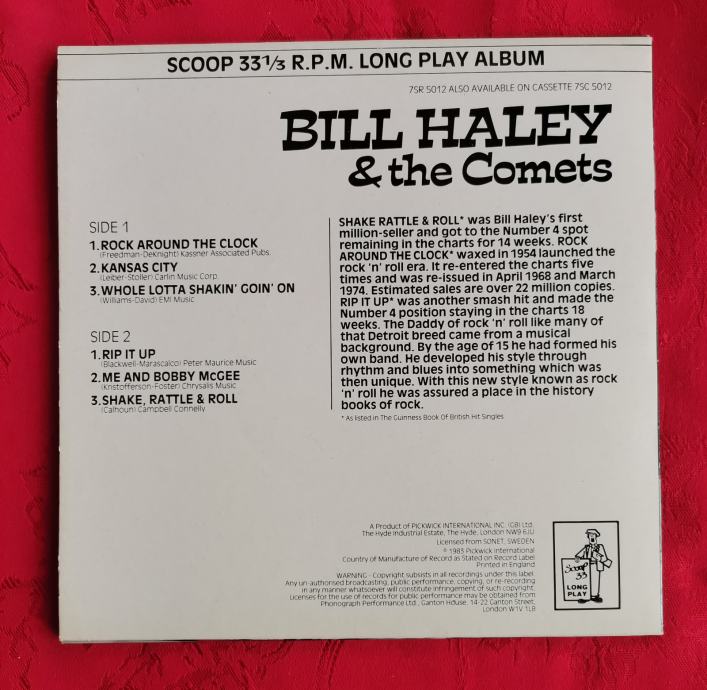 SCOOP 33⅓ R.P.M. LONG PLAY ALBUM
7SR 5012 ALSO AVAILABLE ON CASSETTE 7SC 5012
BILL HALEY
& the Comets
SIDE 1
1. ROCK AROUND THE CLOCK
(Freedman-DeKnight) Kassner Associated Pubs.
2. KANSAS CITY
(Leiber-Stoller) Carlin Music Corp.
3. WHOLE LOTTA SHAKIN' GOIN' ON
(Williams-David) EMI Music
SIDE 2
1. RIP IT UP
(Blackwell-Marascalco) Peter Maurice Music
2. ME AND BOBBY McGEE
(Kristofferson-Foster) Chrysalis Music
3. SHAKE, RATTLE & ROLL
(Calhoun) Campbell Connelly
SHAKE RATTLE & ROLL* was Bill Haley's first
million-seller and got to the Number 4 spot
remaining in the charts for 14 weeks. ROCK
AROUND THE CLOCK* waxed in 1954 launched the
rock 'n' roll era. It re-entered the charts five
times and was re-issued in April 1968 and March
1974. Estimated sales are over 22 million copies.
RIP IT UP* was another smash hit and made the
Number 4 position staying in the charts 18
weeks. The Daddy of rock 'n' roll like many of
that Detroit breed came from a musical
background. By the age of 15 he had formed his
own band. He developed his style through
rhythm and blues into something which was
then unique. With this new style known as rock
'n' roll he was assured a place in the history
books of rock.
* As listed in The Guinness Book Of British Hit Singles
A Product of PICKWICK INTERNATIONAL INC. (GB) Ltd.
The Hyde Industrial Estate, The Hyde, London NW9 6JU
Licensed from SONET, SWEDEN
℗ 1983 Pickwick International
Country of Manufacture of Record as Stated on Record Label
Printed in England
WARNING - Copyright subsists in all recordings under this label.
Any un-authorised broadcasting, public performance, copying, or re-recording
in any manner whatsoever will constitute infringement of such copyright.
Licenses for the use of records for public performance may be obtained from
Phonograph Performance Ltd., Ganton House, 14-22 Ganton Street,
London W1V 1LB
Scoop
33
LONG
PLAY